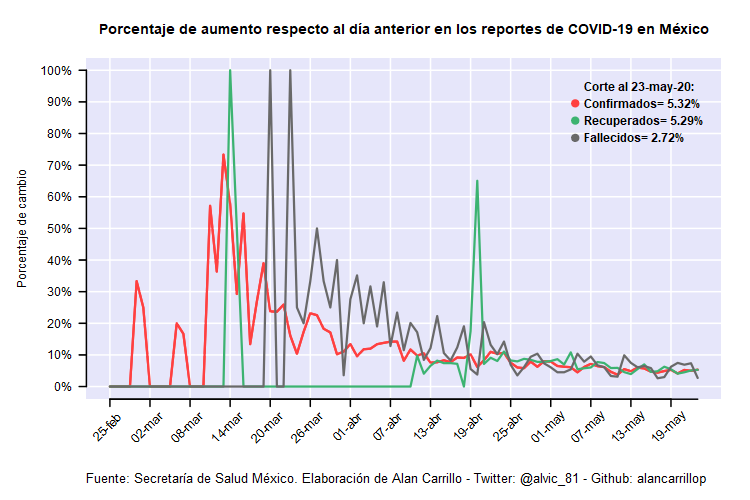 Porcentaje de aumento respecto al día anterior en los reportes de COVID-19 en México
Porcentaje de cambio
100%
90%
80%
70%
60%
50%
40%
30%
20%
10%
0%
Corte al 23-may-20:
Confirmados= 5.32%
Recuperados= 5.29%
Fallecidos= 2.72%
25-feb
02-mar
08-mar
14-mar
20-mar
26-mar
01-abr
07-abr
13-abr
19-abr
25-abr
01-may
07-may
13-may
19-may
Fuente: Secretaría de Salud México. Elaboración de Alan Carrillo - Twitter: @alvic_81 - Github: alancarrillop